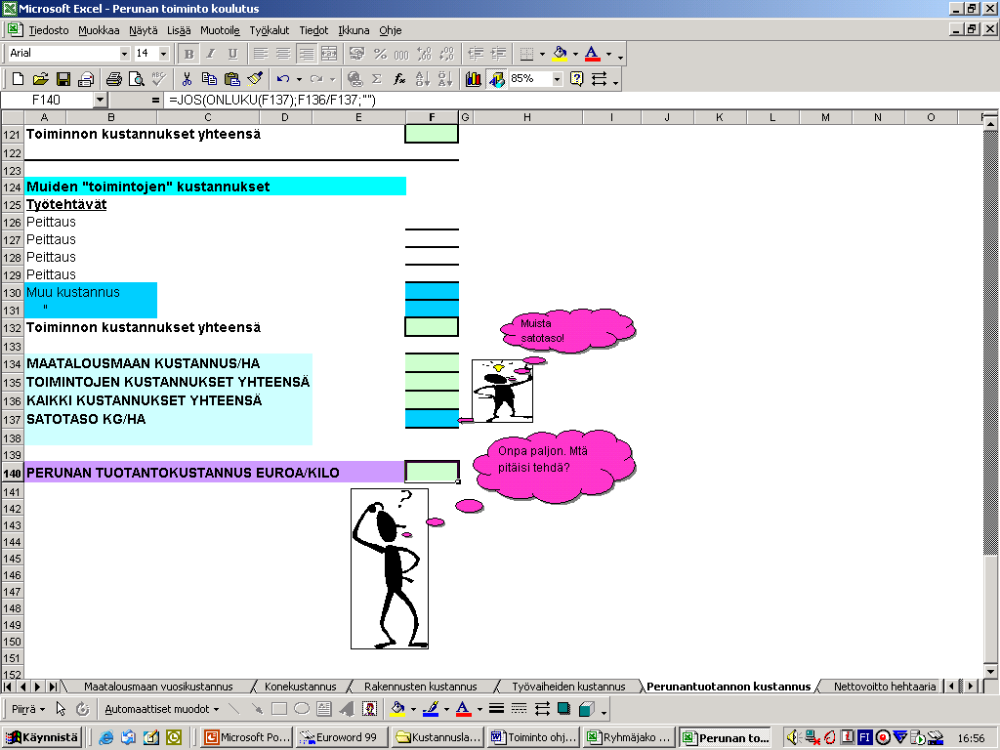 Microsoft Excel - Perunan toiminto koulutus
Tiedosto Muokkaa Näytä Lisää Muotoile Työkalut Tiedot Ikkuna Ohje
Arial 14 B I U % 000
Σ fx 85%
F140 = =JOS(ONLUKU(F137);F136/F137;"")
A B C D E F G H I J K L M N O
121 Toiminnon kustannukset yhteensä
122
123
124 Muiden "toimintojen" kustannukset
125 Työtehtävät
126 Peittaus
127 Peittaus
128 Peittaus
129 Peittaus
130 Muu kustannus
131 "
132 Toiminnon kustannukset yhteensä
Muista
satotaso!
133
134 MAATALOUSMAAN KUSTANNUS/HA
135 TOIMINTOJEN KUSTANNUKSET YHTEENSÄ
136 KAIKKI KUSTANNUKSET YHTEENSÄ
137 SATOTASO KG/HA
138
139
Onpa paljon. Mtä
pitäisi tehdä?
140 PERUNAN TUOTANTOKUSTANNUS EUROA/KILO
141
142
143
144
145
146
147
148
149
150
151
152
?
Maatalousmaan vuosikustannus Konekustannus Rakennusten kustannus Työvaiheiden kustannus Perunantuotannon kustannus Nettovoitto hehtaaria
Piirrä Automaattiset muodot
Käynnistä Microsoft Po... Euroword 99 Kustannusla... Toiminto ohj... Ryhmäjako ... Perunan to... FI 16:56